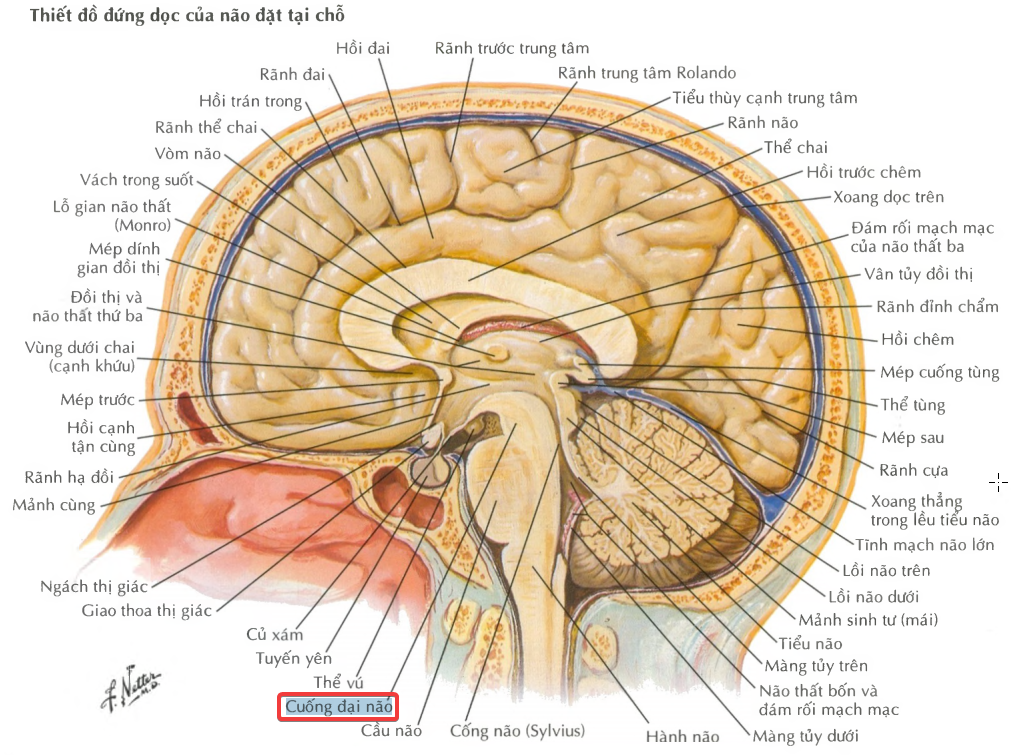 Thiết đồ đứng dọc của não đặt tại chỗ
Hồi đai
Rãnh đai
Hồi trán trong
Rãnh thể chai
Vòm não
Vách trong suốt
Lỗ gian não thất
(Monro)
Mép dính
gian đồi thị
Đồi thị và
não thất thứ ba
Vùng dưới chai
(cạnh khứu)
Mép trước
Hồi cạnh
tận cùng
Rãnh hạ đồi
Mảnh cùng
Ngách thị giác
Giao thoa thị giác
Củ xám
Tuyến yên
Thể vú
Cuống đại não
Cầu não
Cống não (Sylvius)
Rãnh trước trung tâm
Rãnh trung tâm Rolando
Tiểu thùy cạnh trung tâm
Rãnh não
Thể chai
Hồi trước chêm
Xoang dọc trên
Đám rối mạch mạc
của não thất ba
Vân tủy đồi thị
Rãnh đỉnh chẩm
Hồi chêm
Mép cuống tùng
Thể tùng
Mép sau
Rãnh cựa
Xoang thẳng
trong lều tiểu não
Tĩnh mạch não lớn
Lồi não trên
Lồi não dưới
Mảnh sinh tư (mái)
Tiểu não
Màng tủy trên
Não thất bốn và
đám rối mạch mạc
Màng tủy dưới
Hành não
F. Netter
M.D.